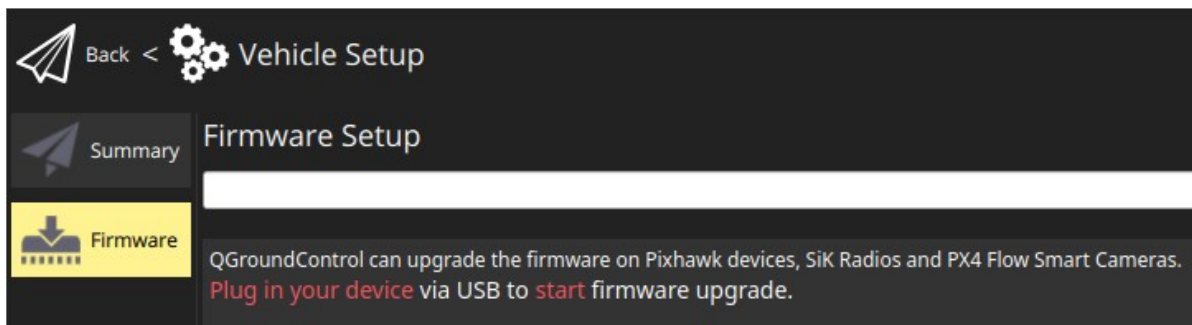 Back < Vehicle Setup
Summary
Firmware Setup
Firmware
QGroundControl can upgrade the firmware on Pixhawk devices, SiK Radios and PX4 Flow Smart Cameras.
Plug in your device via USB to start firmware upgrade.